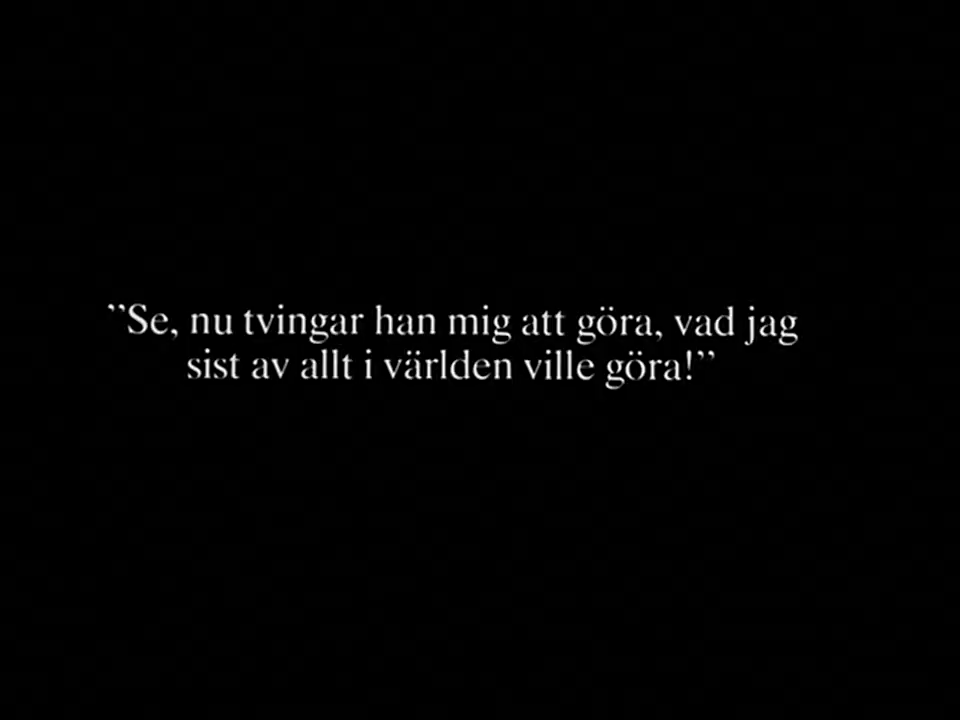 ”Se, nu tvingar han mig att göra, vad jag
sist av allt i världen ville göra!”